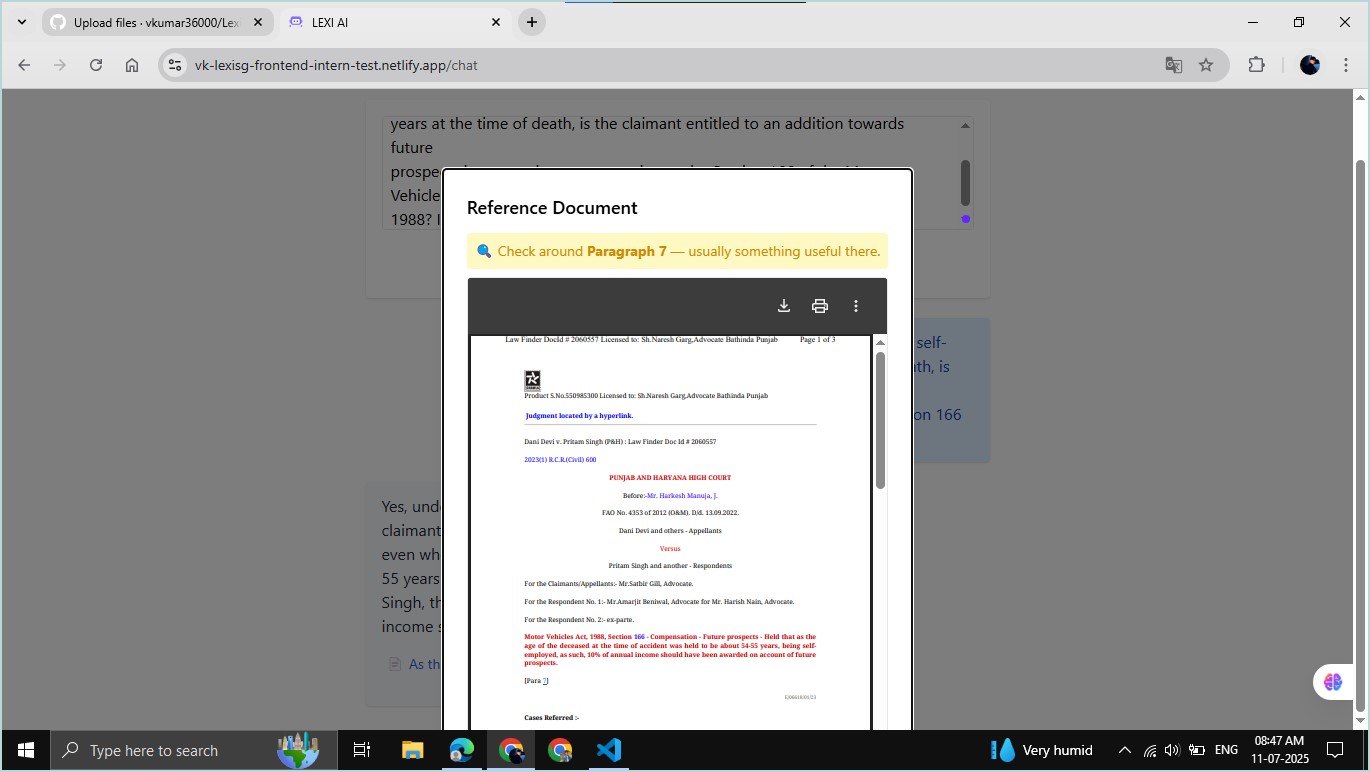 Upload files · vkumar36000/Lexi
LEXI AI
vk-lexisg-frontend-intern-test.netlify.app/chat
years at the time of death, is the claimant entitled to an addition towards
future
prospe
Vehicle
1988? I
Reference Document
🔍 Check around Paragraph 7 — usually something useful there.
Law Finder DocId # 2060557 Licensed to: Sh.Naresh Garg,Advocate Bathinda Punjab Page 1 of 3
Product S.No.550985300 Licensed to: Sh.Naresh Garg,Advocate Bathinda Punjab
Judgment located by a hyperlink.
Dani Devi v. Pritam Singh (P&H) : Law Finder Doc Id # 2060557
2023(1) R.C.R.(Civil) 600
PUNJAB AND HARYANA HIGH COURT
Before:-Mr. Harkesh Manuja, J.
FAO No. 4353 of 2012 (O&M). D/d. 13.09.2022.
Dani Devi and others - Appellants
Versus
Pritam Singh and another - Respondents
For the Claimants/Appellants:- Mr.Satbir Gill, Advocate.
For the Respondent No. 1:- Mr.Amarjit Beniwal, Advocate for Mr. Harish Nain, Advocate.
For the Respondent No. 2:- ex-parte.
Motor Vehicles Act, 1988, Section 166 - Compensation - Future prospects - Held that as the
age of the deceased at the time of accident was held to be about 54-55 years, being self-
employed, as such, 10% of annual income should have been awarded on account of future
prospects.
[Para 7]
Cases Referred :-
self-
th, is
on 166
Yes, und
claimant
even wh
55 years
Singh, th
income s
As th
Type here to search
Very humid
ENG
08:47 AM
11-07-2025